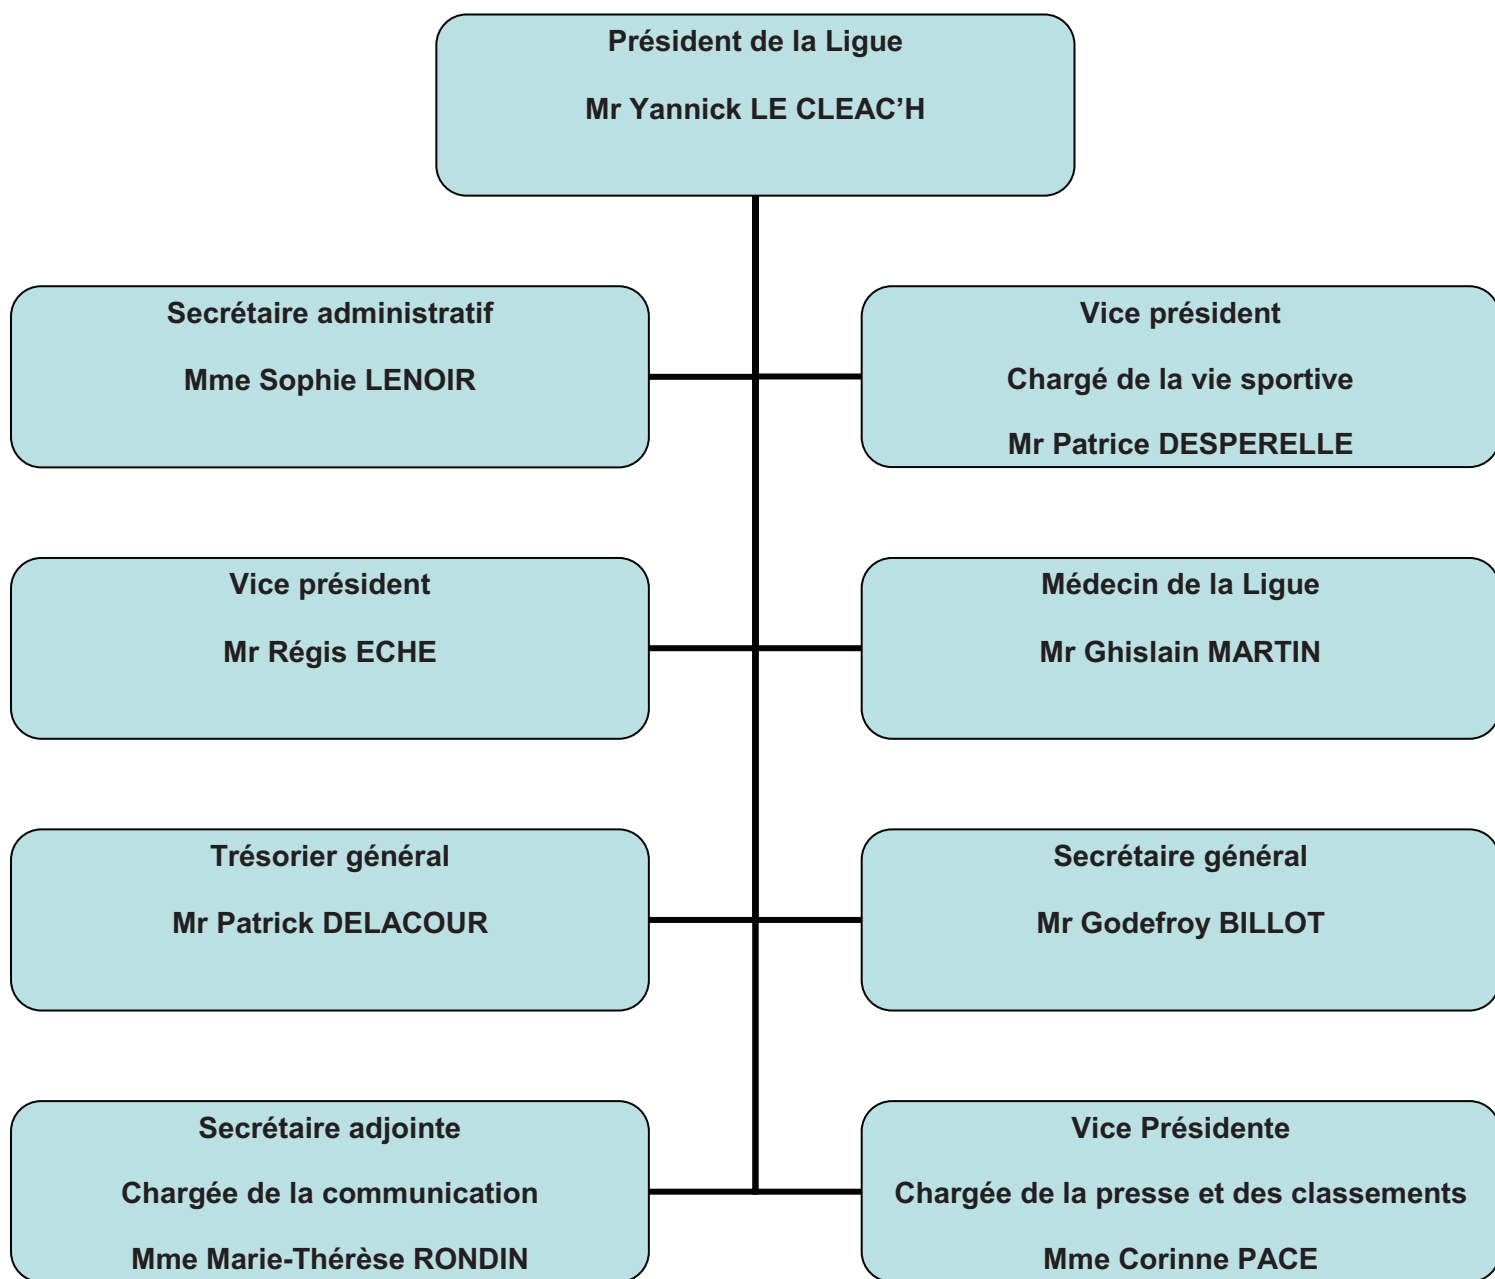 Président de la Ligue
Mr Yannick LE CLEAC’H
Secrétaire administratif
Mme Sophie LENOIR
Vice président
Chargé de la vie sportive
Mr Patrice DESPERELLE
Vice président
Mr Régis ECHE
Médecin de la Ligue
Mr Ghislain MARTIN
Trésorier général
Mr Patrick DELACOUR
Secrétaire général
Mr Godefroy BILLOT
Secrétaire adjointe
Chargée de la communication
Mme Marie-Thérèse RONDIN
Vice Présidente
Chargée de la presse et des classements
Mme Corinne PACE